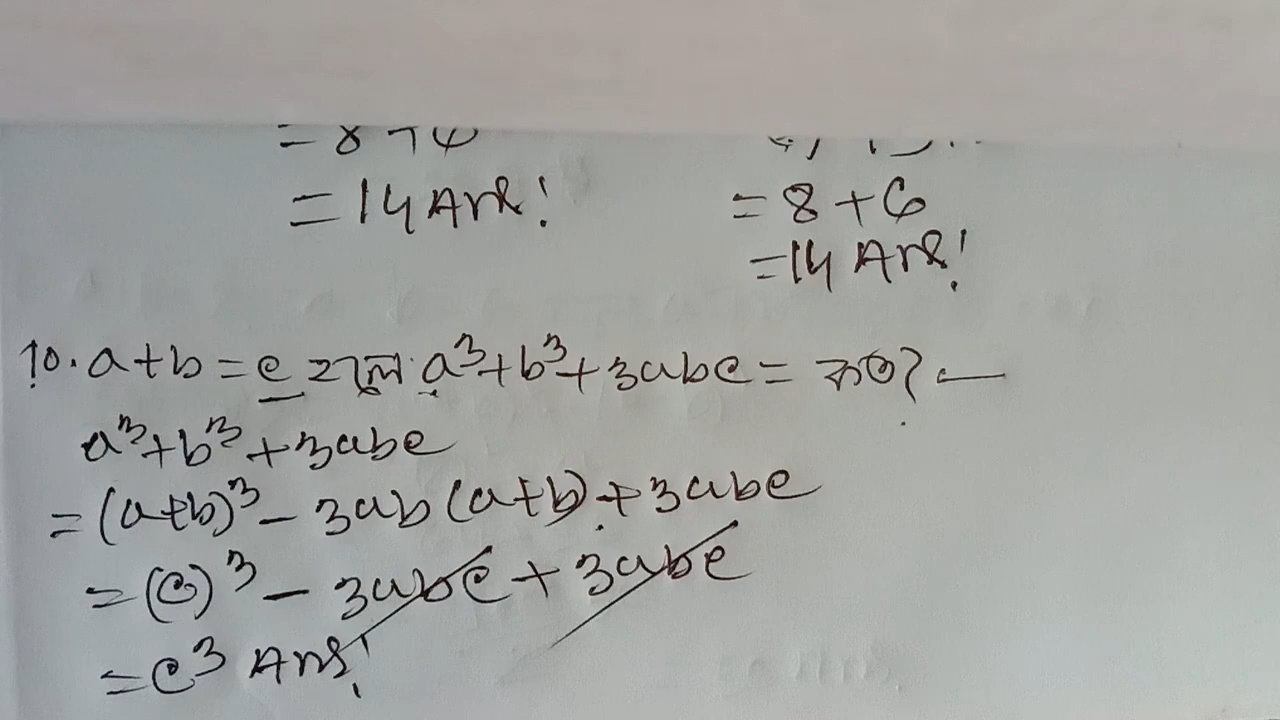 = 14 Ans!
= 8 + 6
= 14 Ans!
10. a+b = c হলে a³+b³+3abc = কত?
a³+b³+3abc
= (a+b)³ - 3ab(a+b) + 3abc
= (c)³ - 3abc + 3abc
= c³ Ans!